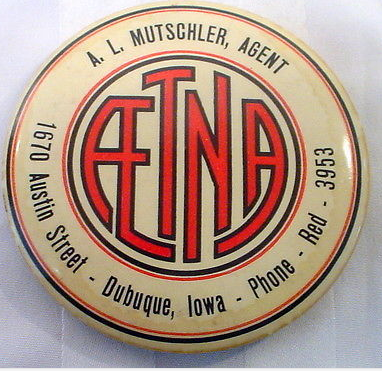 A. L. MUTSCHLER, AGENT
ÆTNA
1670 Austin Street - Dubuque, Iowa - Phone - Red - 3953